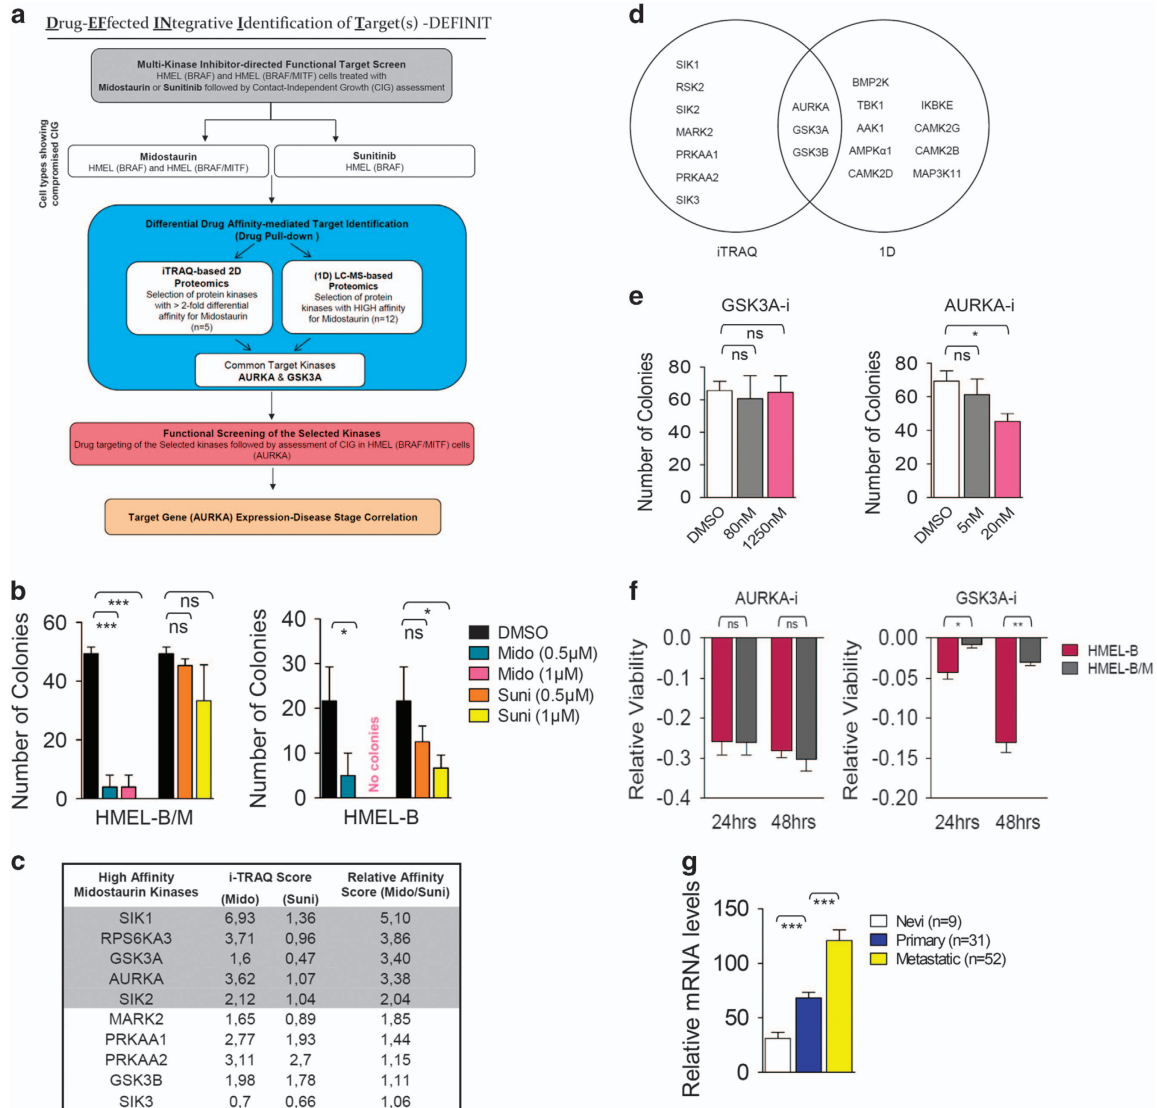 a
Drug-EFfected INtegrative Identification of Target(s) -DEFINIT
Multi-Kinase Inhibitor-directed Functional Target Screen
HMEL (BRAF) and HMEL (BRAF/MITF) cells treated with
Midostaurin or Sunitinib followed by Contact-Independent Growth (CIG) assessment
Cell types showing
compromised CIG
Midostaurin
HMEL (BRAF) and HMEL (BRAF/MITF)
Sunitinib
HMEL (BRAF)
Differential Drug Affinity-mediated Target Identification
(Drug Pull-down )
iTRAQ-based 2D
Proteomics
Selection of protein kinases
with > 2-fold differential
affinity for Midostaurin
(n=5)
(1D) LC-MS-based
Proteomics
Selection of protein
kinases with HIGH affinity
for Midostaurin (n=12)
Common Target Kinases
AURKA & GSK3A
Functional Screening of the Selected Kinases
Drug targeting of the Selected kinases followed by assessment of CIG in HMEL (BRAF/MITF) cells
(AURKA)
Target Gene (AURKA) Expression-Disease Stage Correlation
b
Number of Colonies
60
40
20
0
***
***
ns
ns
HMEL-B/M
Number of Colonies
40
30
20
10
0
*
No colonies
*
ns
HMEL-B
DMSO
Mido (0.5µM)
Mido (1µM)
Suni (0.5µM)
Suni (1µM)
c
High Affinity
Midostaurin Kinases
i-TRAQ Score
(Mido) (Suni)
Relative Affinity
Score (Mido/Suni)
SIK1 6,93 1,36 5,10
RPS6KA3 3,71 0,96 3,86
GSK3A 1,6 0,47 3,40
AURKA 3,62 1,07 3,38
SIK2 2,12 1,04 2,04
MARK2 1,65 0,89 1,85
PRKAA1 2,77 1,93 1,44
PRKAA2 3,11 2,7 1,15
GSK3B 1,98 1,78 1,11
SIK3 0,7 0,66 1,06
d
SIK1
RSK2
SIK2
MARK2
PRKAA1
PRKAA2
SIK3
AURKA
GSK3A
GSK3B
BMP2K
TBK1
AAK1
AMPKα1
CAMK2D
IKBKE
CAMK2G
CAMK2B
MAP3K11
iTRAQ
1D
e
GSK3A-i
ns
ns
Number of Colonies
80
60
40
20
0
DMSO
80nM
1250nM
AURKA-i
*
ns
Number of Colonies
80
60
40
20
0
DMSO
5nM
20nM
f
AURKA-i
ns
ns
Relative Viability
0.0
-0.1
-0.2
-0.3
-0.4
24hrs 48hrs
GSK3A-i
*
**
Relative Viability
0.00
-0.05
-0.10
-0.15
-0.20
24hrs 48hrs
HMEL-B
HMEL-B/M
g
Relative mRNA levels
150
100
50
0
***
***
Nevi (n=9)
Primary (n=31)
Metastatic (n=52)